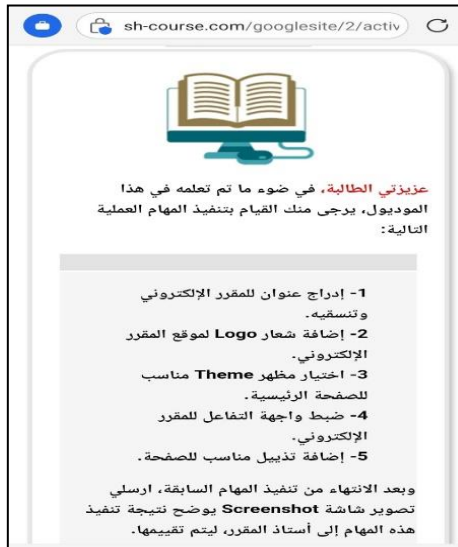 sh-course.com/googlesite/2/activ
عزيزتي الطالبة، في ضوء ما تم تعلمه في هذا
الموديول، يرجى منك القيام بتنفيذ المهام العملية
التالية:
1- إدراج عنوان للمقرر الإلكتروني
وتنسقيه.
2- إضافة شعار Logo لموقع المقرر
الإلكتروني.
3- اختيار مظهر Theme مناسب
للصفحة الرئيسية.
4- ضبط واجهة التفاعل للمقرر
الإلكتروني.
5- إضافة تذييل مناسب للصفحة.
وبعد الانتهاء من تنفيذ المهام السابقة، ارسلي
تصوير شاشة Screenshot يوضح نتيجة تنفيذ
هذه المهام إلى أستاذ المقرر، ليتم تقييمها.